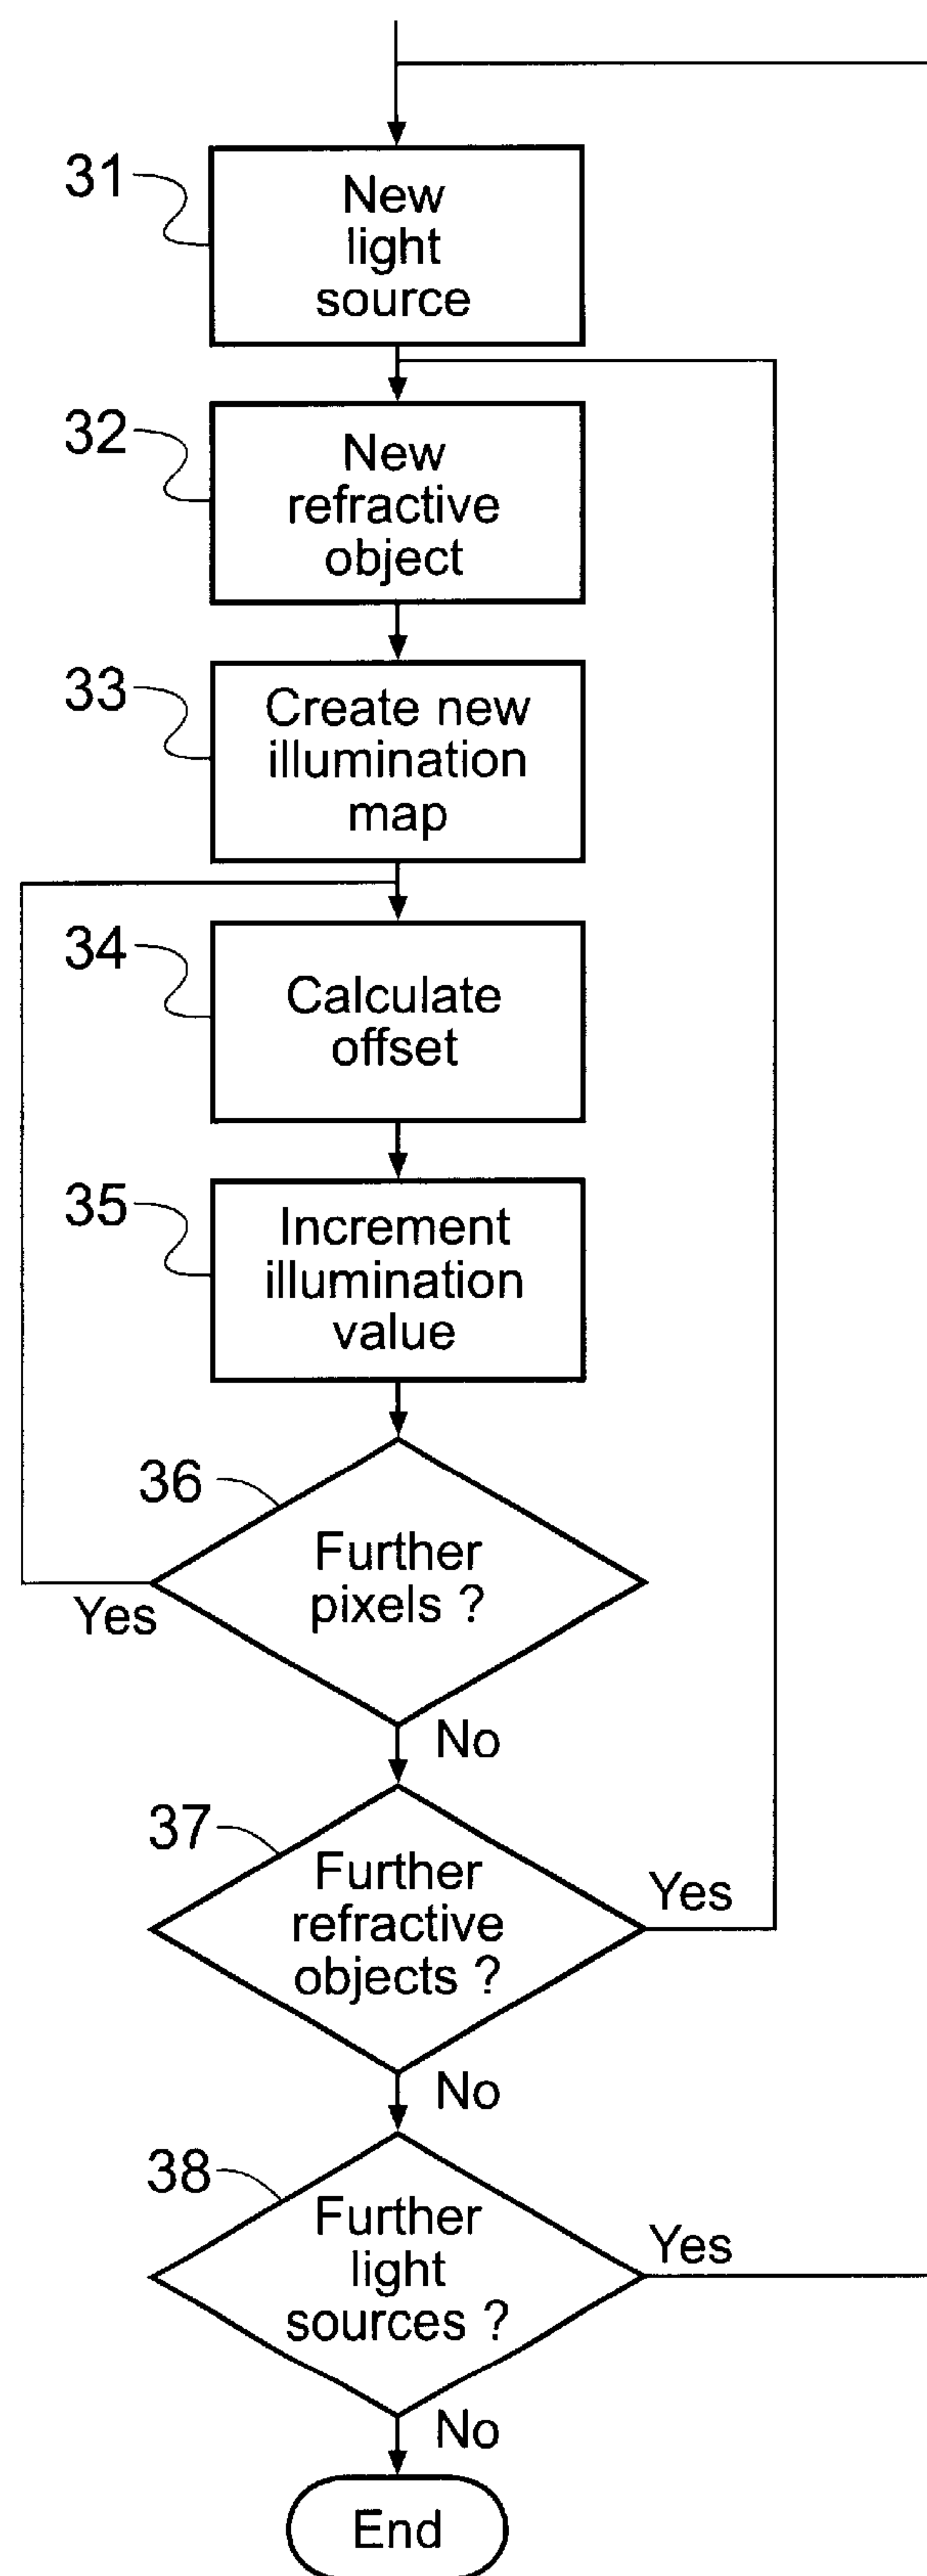 31
New
light
source
32
New
refractive
object
33
Create new
illumination
map
34
Calculate
offset
35
Increment
illumination
value
36
Further
pixels ?
Yes
No
37
Further
refractive
objects ?
Yes
No
38
Further
light
sources ?
Yes
No
End